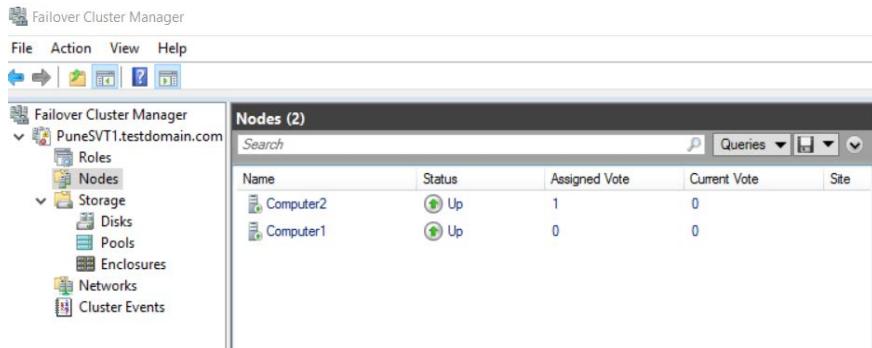 Failover Cluster Manager
File Action View Help
Failover Cluster Manager
PuneSVT1.testdomain.com
Roles
Nodes
Storage
Disks
Pools
Enclosures
Networks
Cluster Events
Nodes (2)
Search Queries
Name Status Assigned Vote Current Vote Site
Computer2 Up 1 0
Computer1 Up 0 0